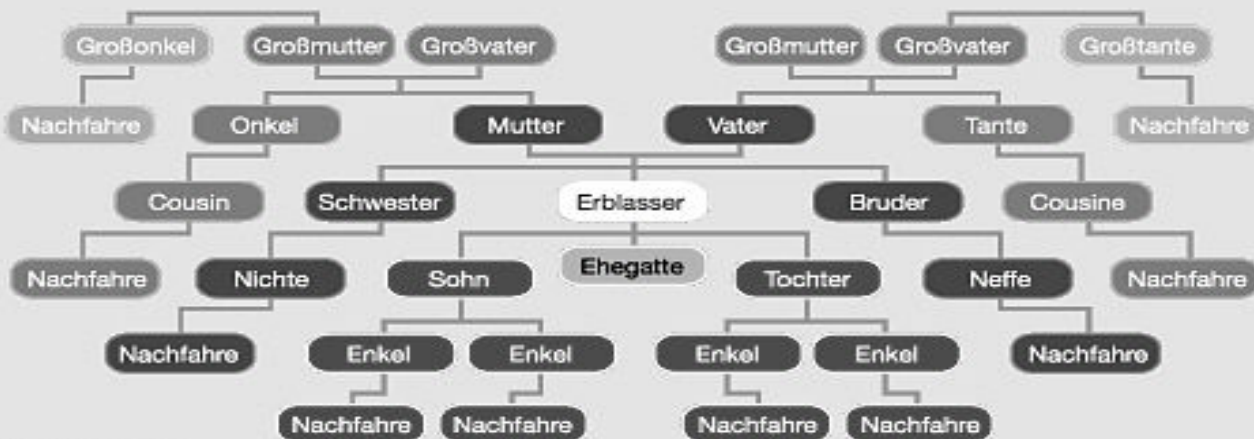 Großonkel Großmutter Großvater Großmutter Großvater Großtante
Nachfahre Onkel Mutter Vater Tante Nachfahre
Cousin Schwester Erblasser Bruder Cousine
Nachfahre Nichte Sohn Ehegatte Tochter Neffe Nachfahre
Nachfahre Enkel Enkel Enkel Enkel Nachfahre
Nachfahre Nachfahre Nachfahre Nachfahre